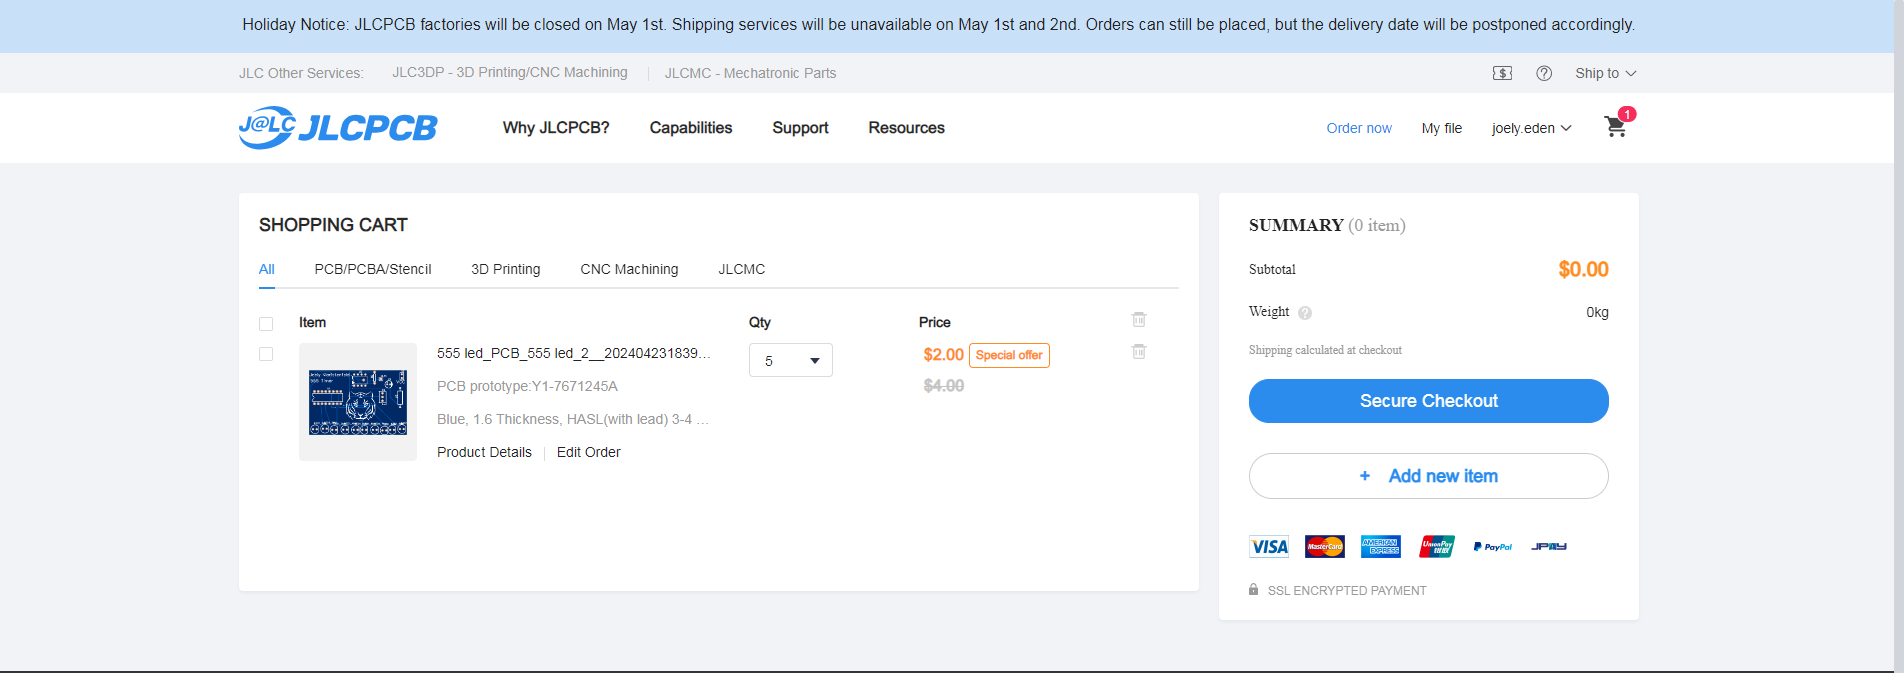 Holiday Notice: JLCPCB factories will be closed on May 1st. Shipping services will be unavailable on May 1st and 2nd. Orders can still be placed, but the delivery date will be postponed accordingly.
JLC Other Services: JLC3DP - 3D Printing/CNC Machining JLCMC - Mechatronic Parts
$ ? Ship to
J@LC JLCPCB Why JLCPCB? Capabilities Support Resources Order now My file joely.eden 1
SHOPPING CART
All PCB/PCBA/Stencil 3D Printing CNC Machining JLCMC
Item Qty Price
555 led_PCB_555 led_2__202404231839... 5 $2.00 Special offer
PCB prototype:Y1-7671245A $4.00
Blue, 1.6 Thickness, HASL(with lead) 3-4 ...
Product Details Edit Order
555 Timer
SUMMARY (0 item)
Subtotal $0.00
Weight ? 0kg
Shipping calculated at checkout
Secure Checkout
+ Add new item
VISA MasterCard AMERICAN EXPRESS UnionPay 银联 PayPal JPAY
SSL ENCRYPTED PAYMENT